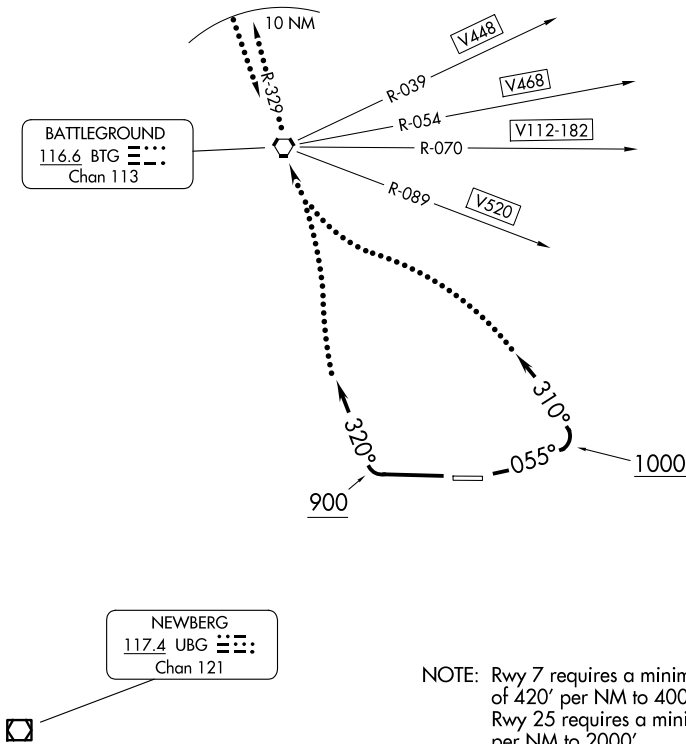 10 NM
R-329
V448
R-039
V468
R-054
V112-182
R-070
R-089
V520
BATTLEGROUND
116.6 BTG
Chan 113
310°
320°
055°
1000
900
NEWBERG
117.4 UBG
Chan 121
NOTE: Rwy 7 requires a minim
of 420' per NM to 400
Rwy 25 requires a mini
per NM to 2000'